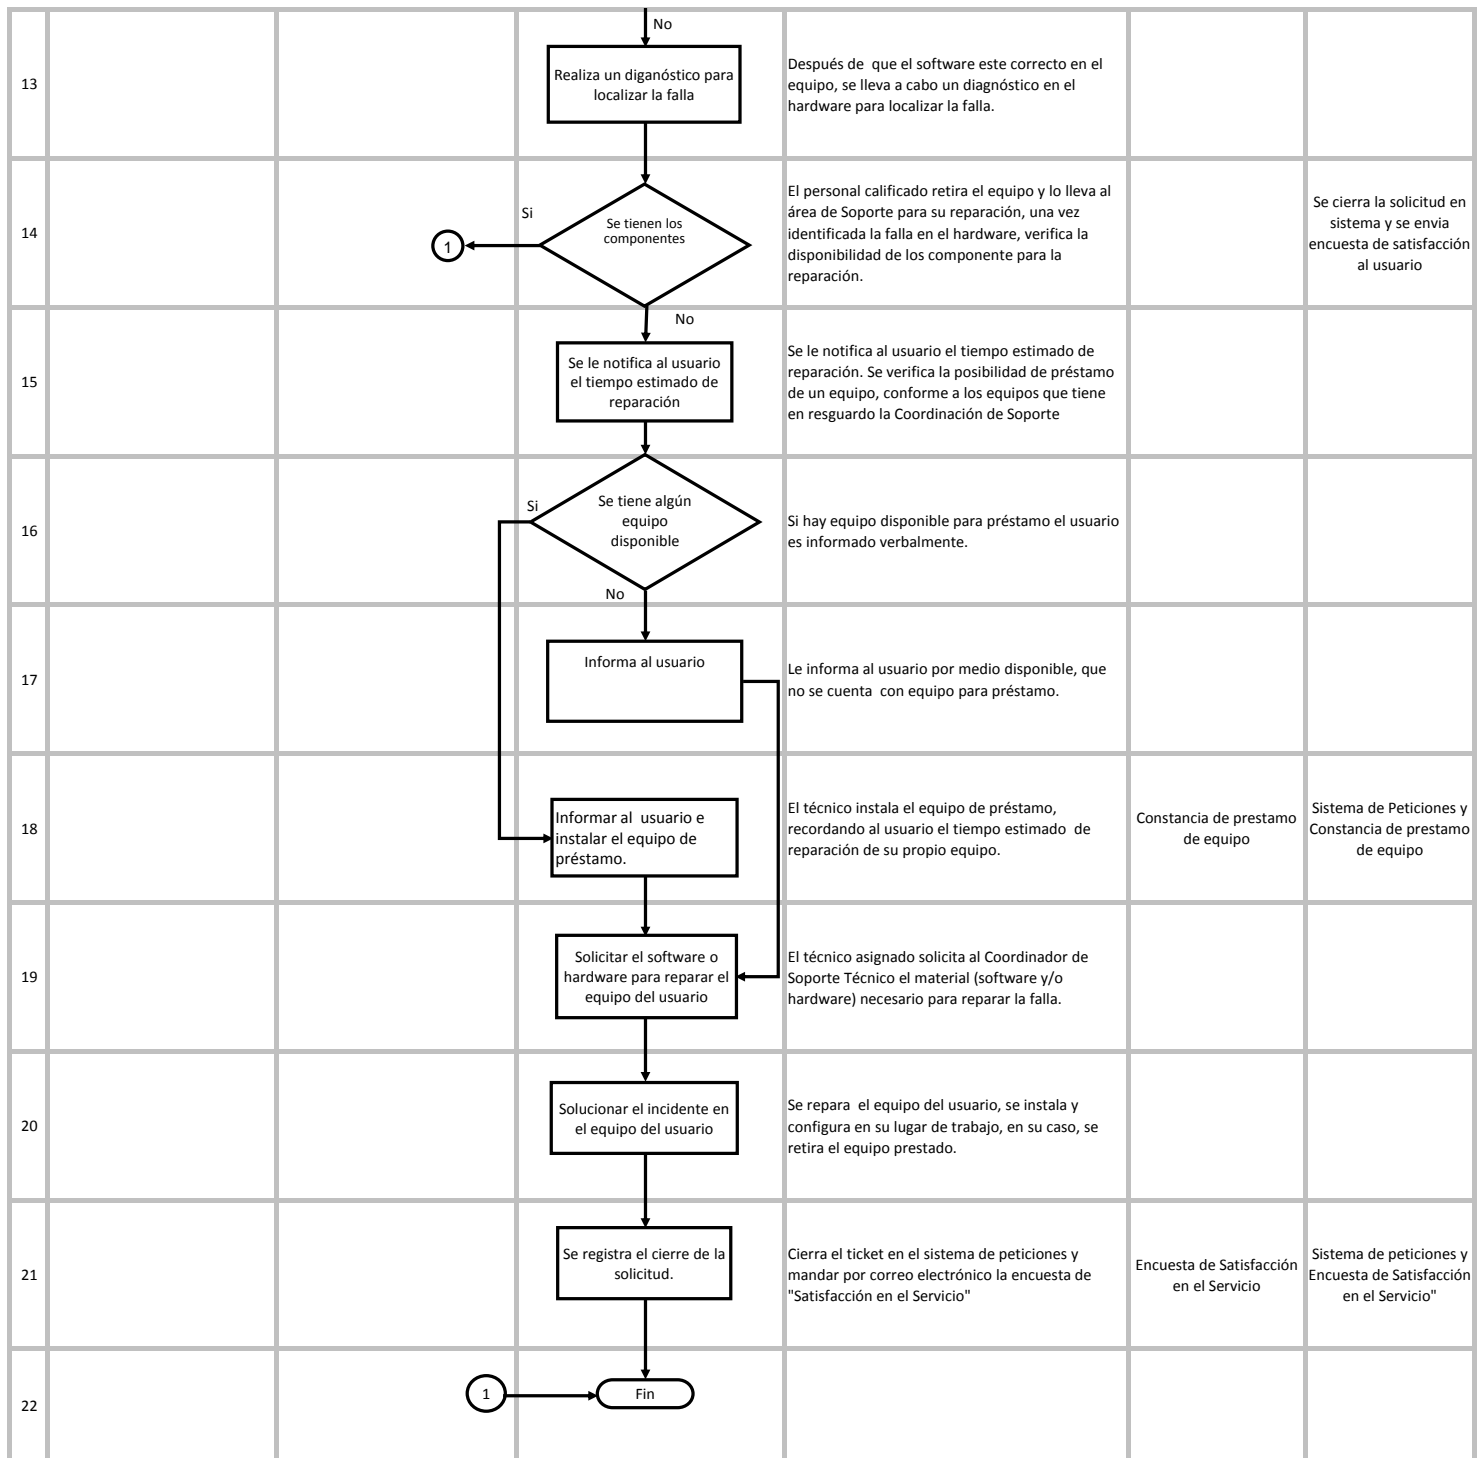 No
13
Realiza un diganóstico para
localizar la falla
Después de  que el software este correcto en el
equipo, se lleva a cabo un diagnóstico en el
hardware para localizar la falla.
14
Si
1
Se tienen los
componentes
El personal calificado retira el equipo y lo lleva al
área de Soporte para su reparación, una vez
identificada la falla en el hardware, verifica la
disponibilidad de los componente para la
reparación.
Se cierra la solicitud en
sistema y se envia
encuesta de satisfacción
al usuario
No
15
Se le notifica al usuario
el tiempo estimado de
reparación
Se le notifica al usuario el tiempo estimado de
reparación. Se verifica la posibilidad de préstamo
de un equipo, conforme a los equipos que tiene
en resguardo la Coordinación de Soporte
16
Si
Se tiene algún
equipo
disponible
Si hay equipo disponible para préstamo el usuario
es informado verbalmente.
No
17
Informa al usuario
Le informa al usuario por medio disponible, que
no se cuenta  con equipo para préstamo.
18
Informar al  usuario e
instalar el equipo de
préstamo.
El técnico instala el equipo de préstamo,
recordando al usuario el tiempo estimado  de
reparación de su propio equipo.
Constancia de prestamo
de equipo
Sistema de Peticiones y
Constancia de prestamo
de equipo
19
Solicitar el software o
hardware para reparar el
equipo del usuario
El técnico asignado solicita al Coordinador de
Soporte Técnico el material (software y/o
hardware) necesario para reparar la falla.
20
Solucionar el incidente en
el equipo del usuario
Se repara  el equipo del usuario, se instala y
configura en su lugar de trabajo, en su caso, se
retira el equipo prestado.
21
Se registra el cierre de la
solicitud.
Cierra el ticket en el sistema de peticiones y
mandar por correo electrónico la encuesta de
"Satisfacción en el Servicio"
Encuesta de Satisfacción
en el Servicio
Sistema de peticiones y
Encuesta de Satisfacción
en el Servicio"
22
1
Fin